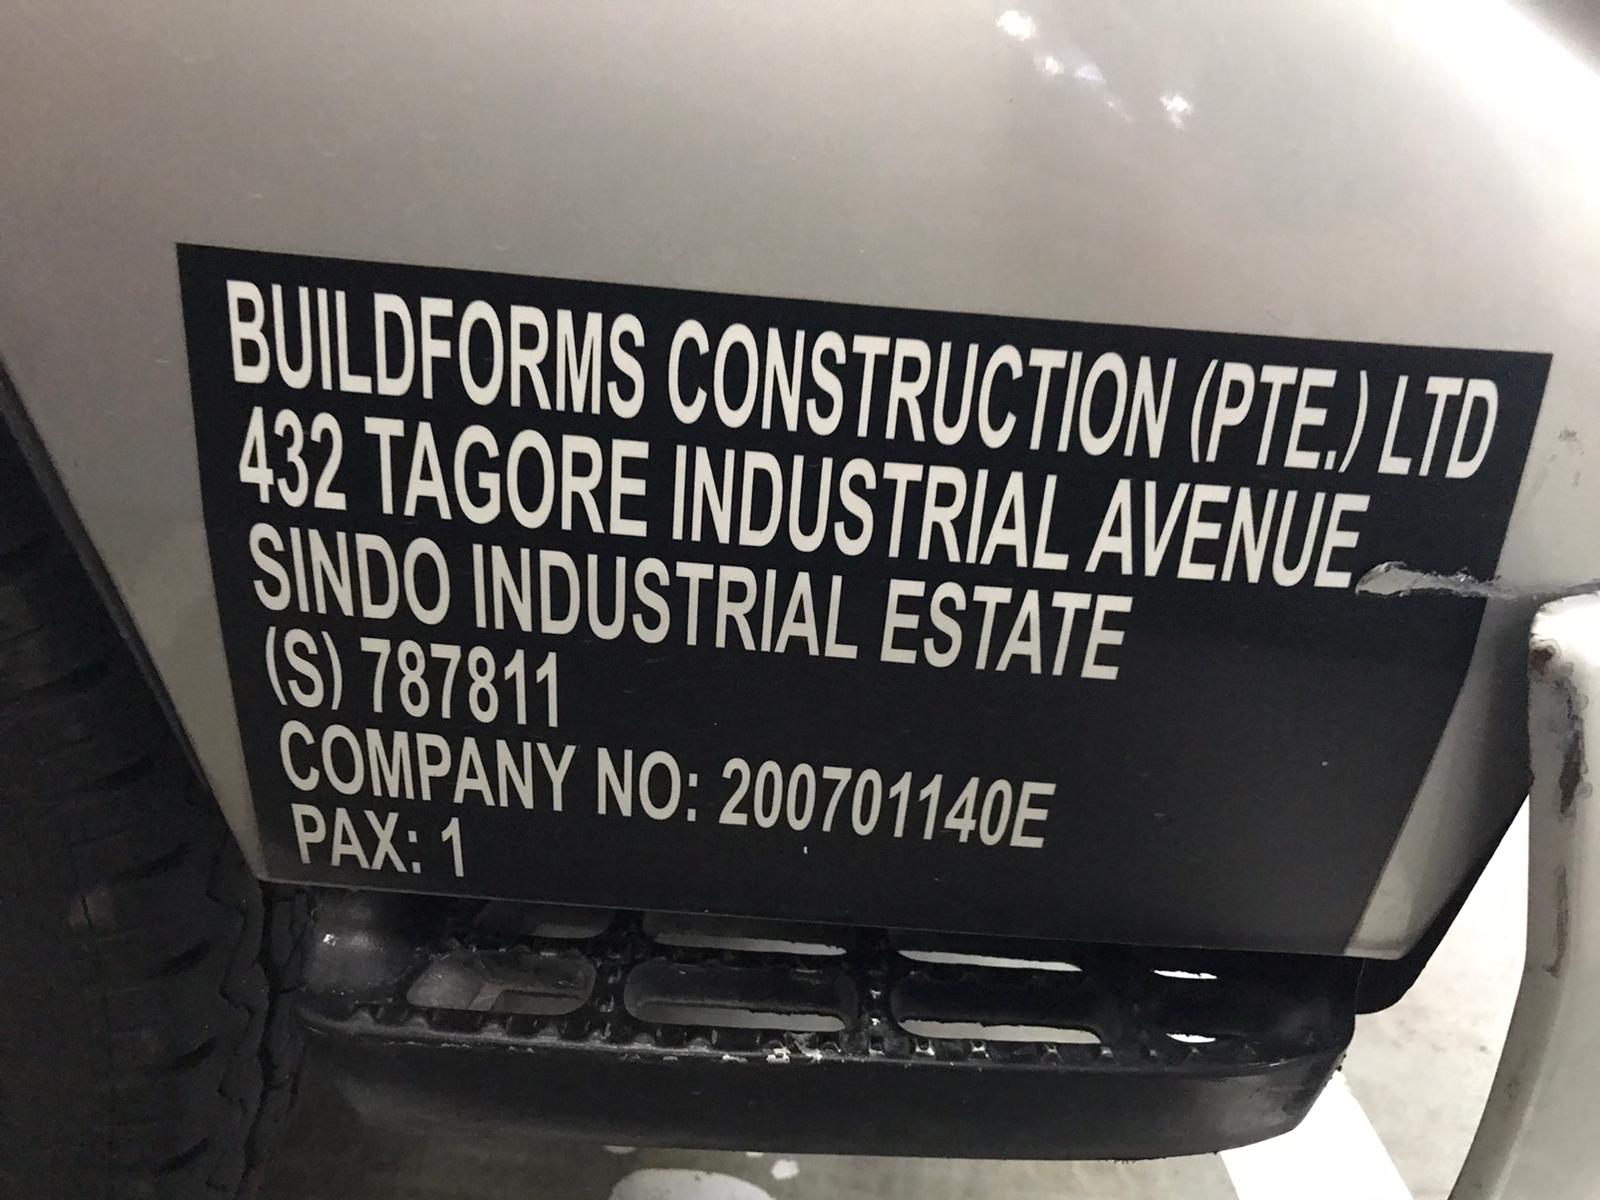 BUILDFORMS CONSTRUCTION (PTE.) LTD
432 TAGORE INDUSTRIAL AVENUE
SINDO INDUSTRIAL ESTATE
(S) 787811
COMPANY NO: 200701140E
PAX: 1